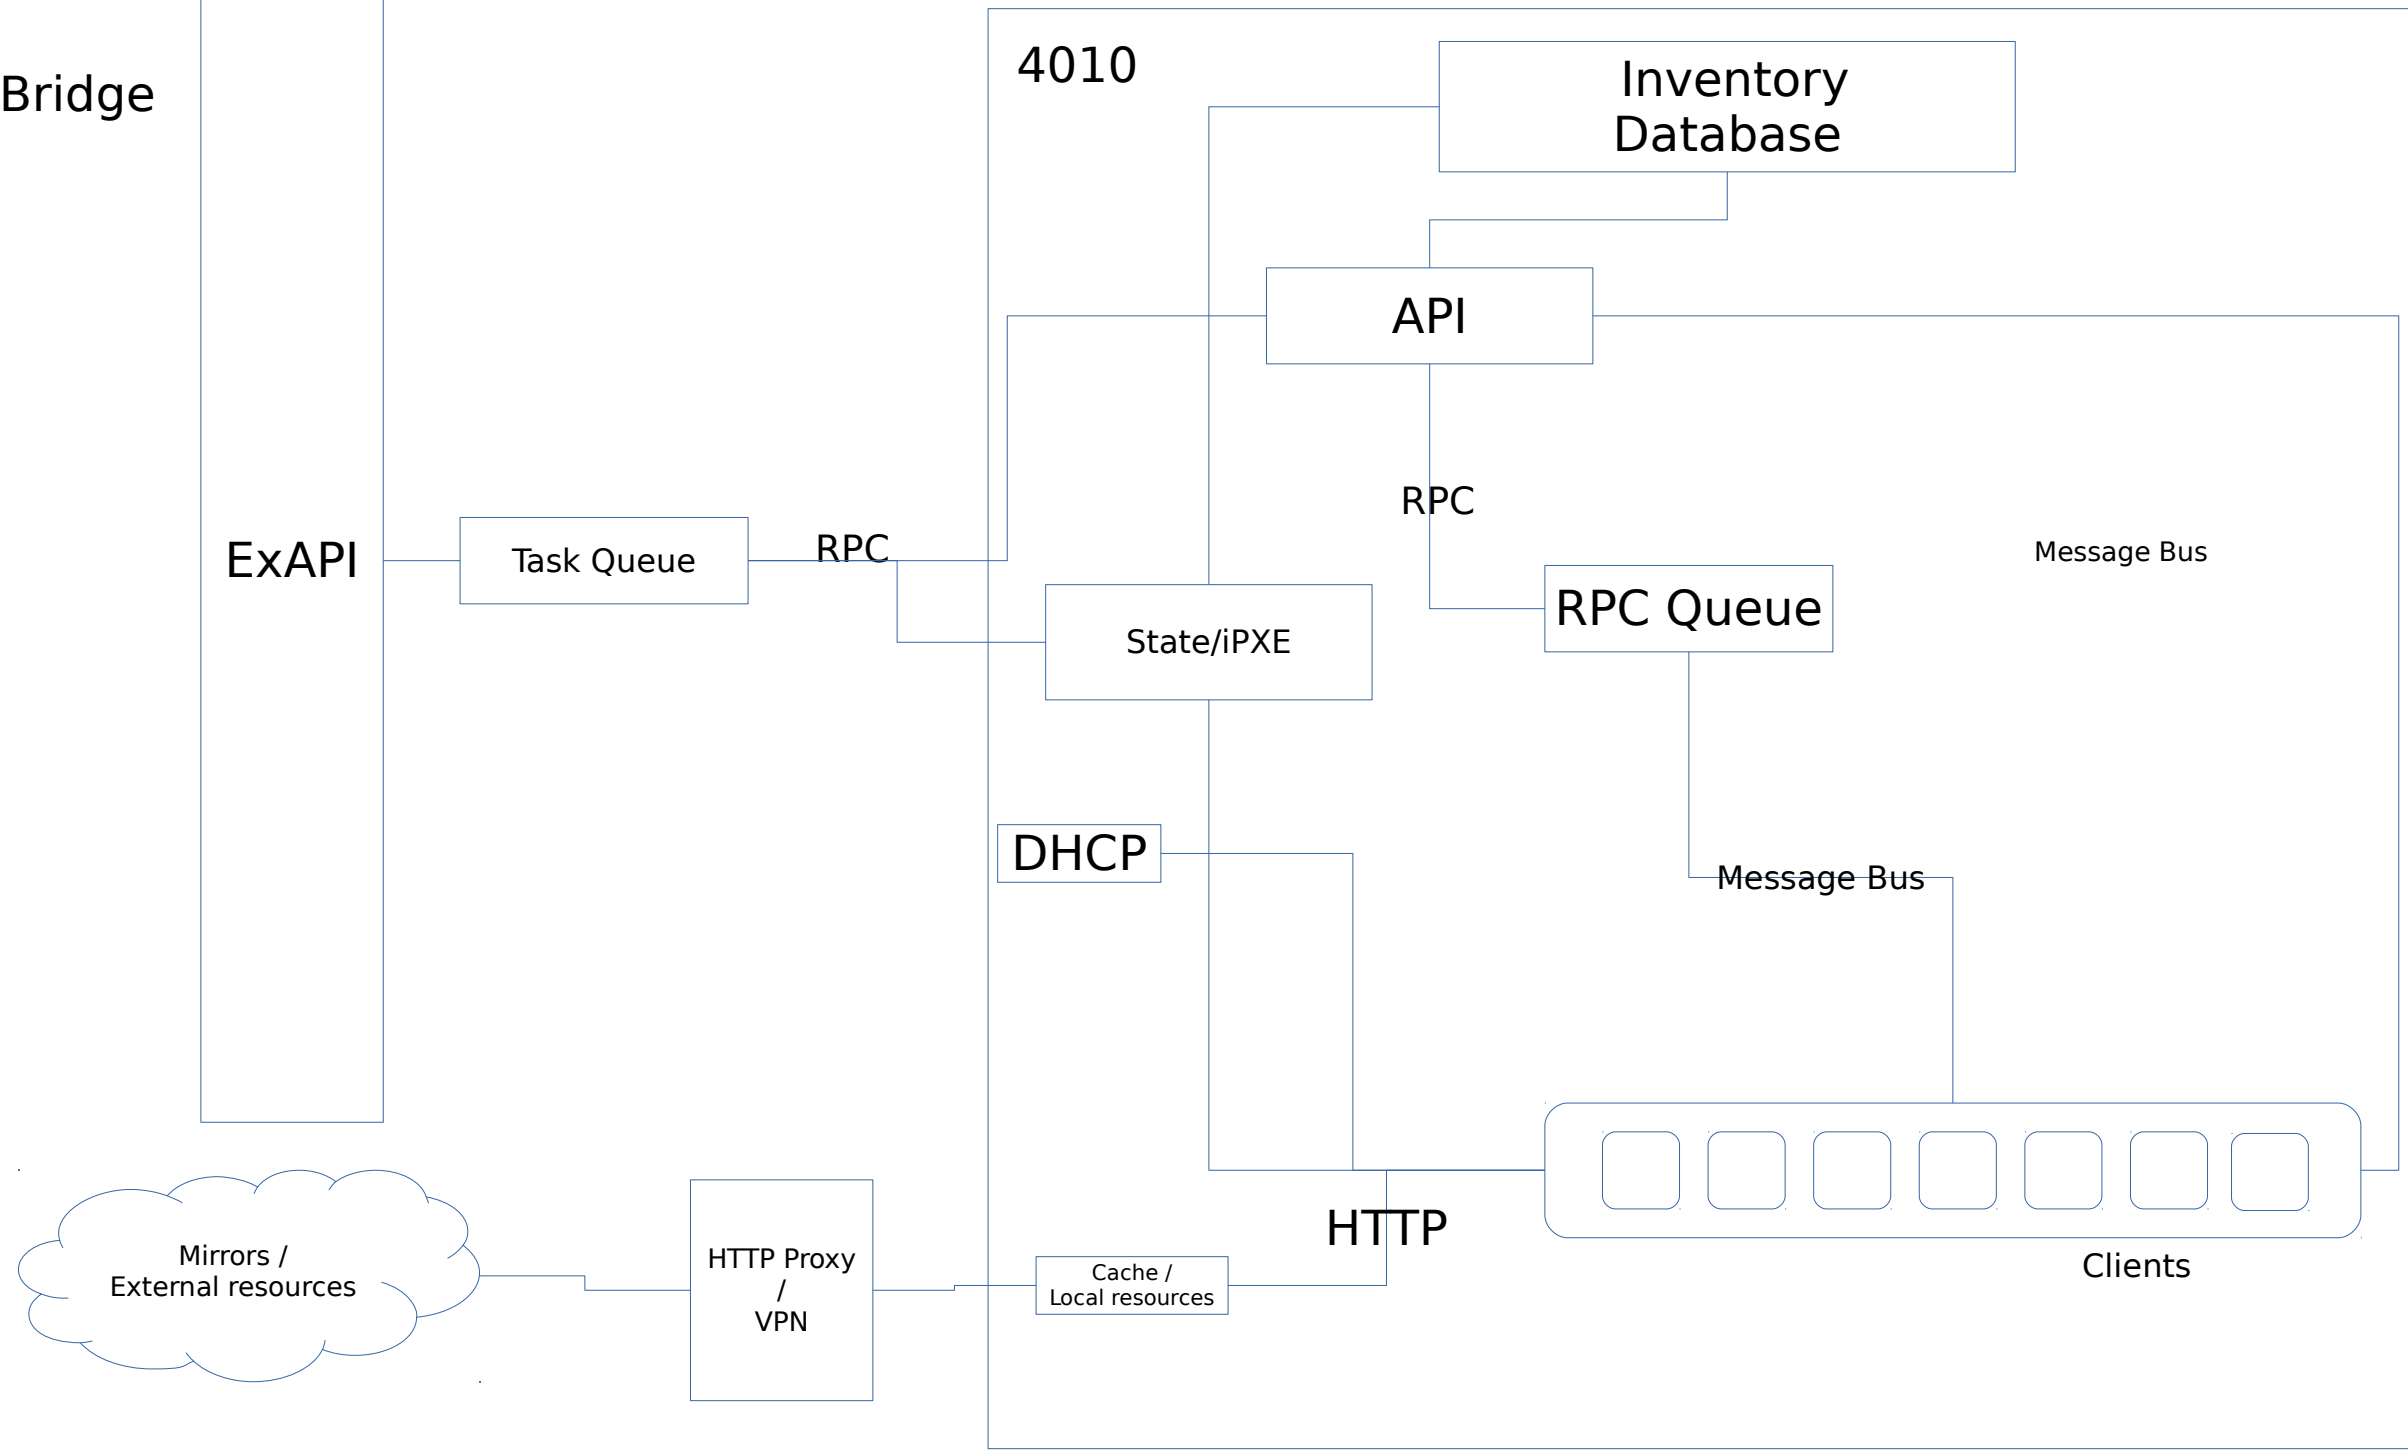 4010
Inventory
Database
Bridge
API
RPC
ExAPI
Task Queue
RPC
Message Bus
RPC Queue
State/iPXE
DHCP
Message Bus
HTTP
Mirrors /
External resources
HTTP Proxy
/
VPN
Cache /
Local resources
Clients